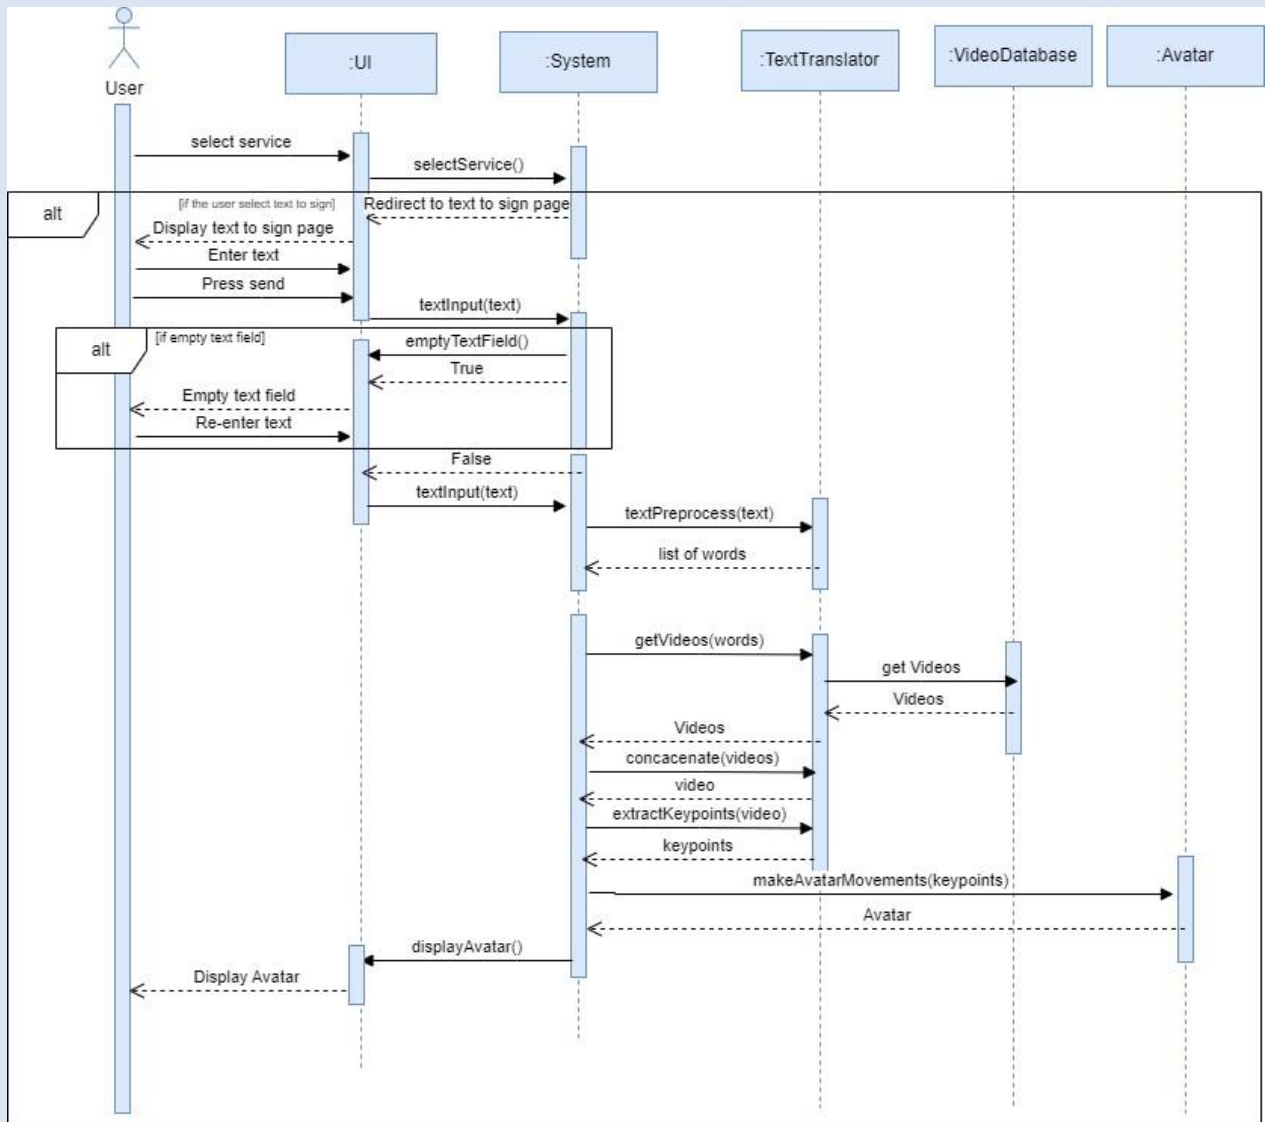 User
:UI
:System
:TextTranslator
:VideoDatabase
:Avatar
select service
selectService()
alt
[if the user select text to sign]
Redirect to text to sign page
Display text to sign page
Enter text
Press send
textInput(text)
alt
[if empty text field]
emptyTextField()
True
Empty text field
Re-enter text
False
textInput(text)
textPreprocess(text)
list of words
getVideos(words)
get Videos
Videos
Videos
concacenate(videos)
video
extractKeypoints(video)
keypoints
makeAvatarMovements(keypoints)
Avatar
displayAvatar()
Display Avatar